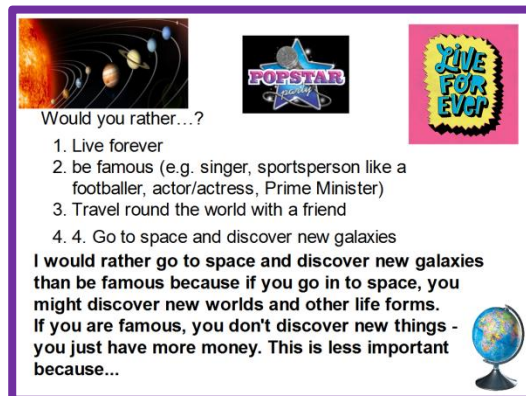 POPSTAR
party
LIVE
FOR
EVER
Would you rather…?
1. Live forever
2. be famous (e.g. singer, sportsperson like a
footballer, actor/actress, Prime Minister)
3. Travel round the world with a friend
4. 4. Go to space and discover new galaxies
I would rather go to space and discover new galaxies
than be famous because if you go in to space, you
might discover new worlds and other life forms.
If you are famous, you don't discover new things -
you just have more money. This is less important
because...